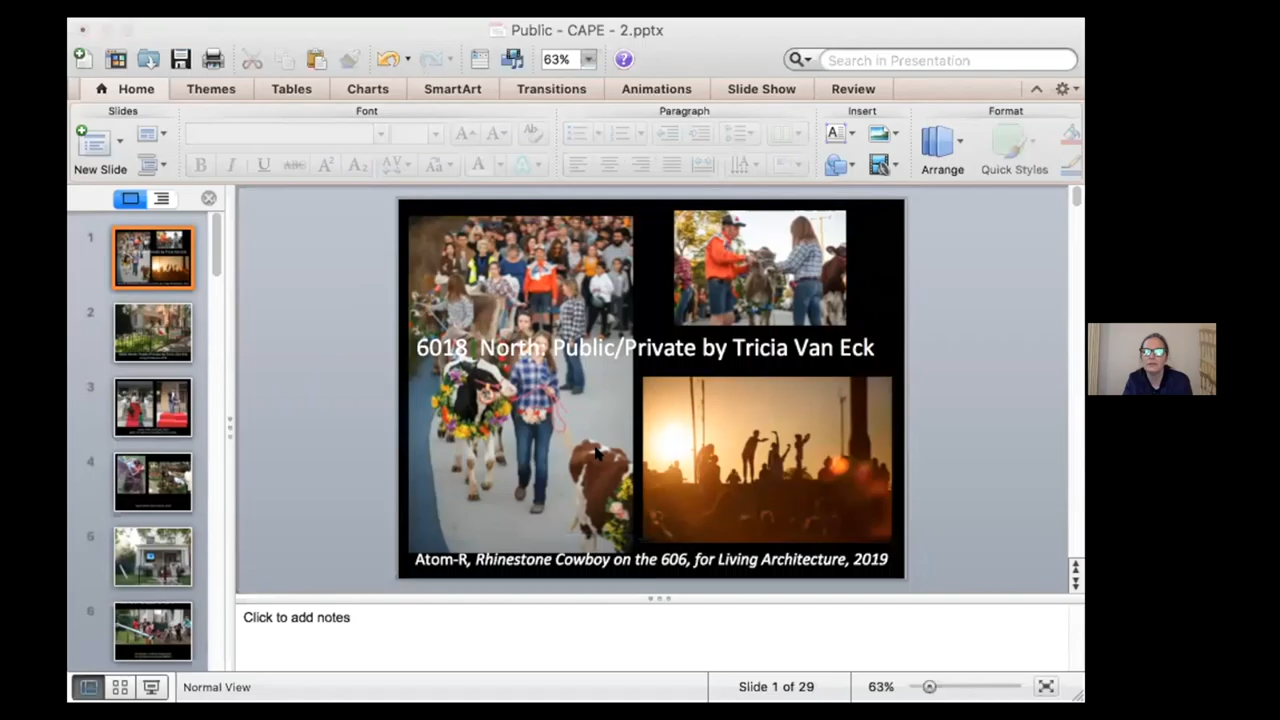 Public - CAPE - 2.pptx
63%
Search in Presentation
Home
Themes
Tables
Charts
SmartArt
Transitions
Animations
Slide Show
Review
Slides
Font
Paragraph
Insert
Format
New Slide
Arrange
Quick Styles
1
2
3
4
5
6
6018 North: Public/Private by Tricia Van Eck
Atom-R, Rhinestone Cowboy on the 606, for Living Architecture, 2019
Click to add notes
Normal View
Slide 1 of 29
63%